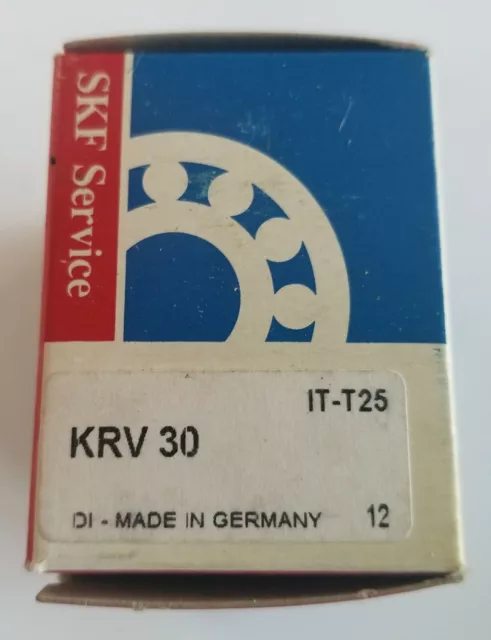 SKF Service
IT-T25
KRV 30
DI - MADE IN GERMANY 12